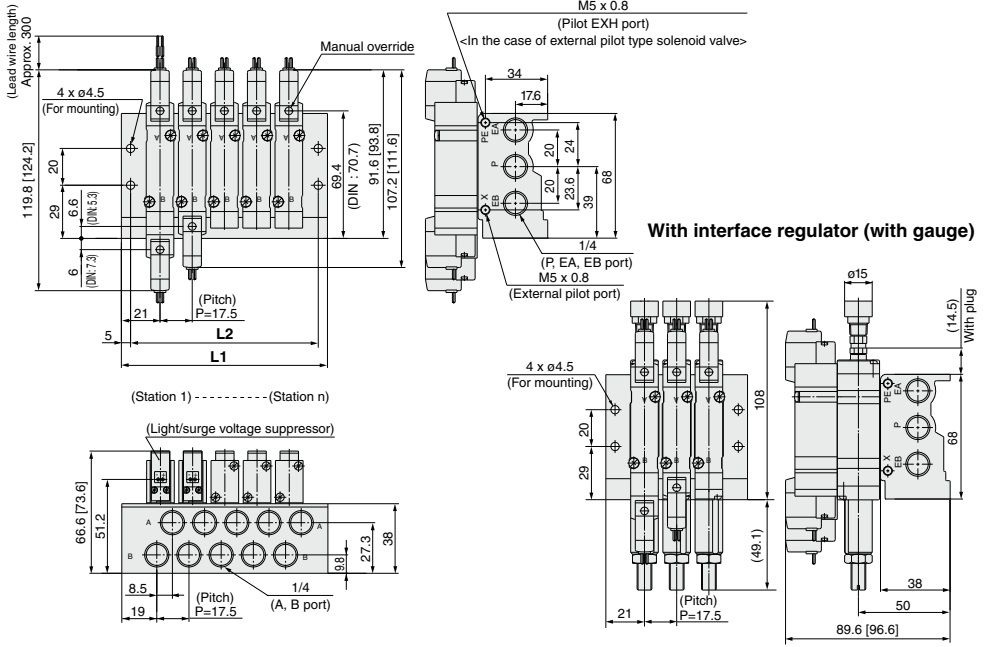 (Lead wire length)
Approx. 300
Manual override
4 x ø4.5
(For mounting)
119.8 [124.2]
20
29
6.6
(DIN:5.3)
6
(DIN: 7.3)
A
B
69.4
(DIN : 70.7)
91.6 [93.8]
107.2 [111.6]
21
(Pitch)
P=17.5
5
L2
L1
M5 x 0.8
(Pilot EXH port)
<In the case of external pilot type solenoid valve>
34
17.6
PE
EA
P
X
EB
20
24
20
23.6
39
68
1/4
(P, EA, EB port)
M5 x 0.8
(External pilot port)
(Station 1) - - - - - - - - - (Station n)
(Light/surge voltage suppressor)
66.6 [73.6]
51.2
A
A
B
B
9.8
27.3
38
8.5
19
(Pitch)
P=17.5
1/4
(A, B port)
With interface regulator (with gauge)
4 x ø4.5
(For mounting)
20
29
B
108
(49.1)
21
(Pitch)
P=17.5
ø15
(14.5)
With plug
PE
EA
P
X
EB
68
38
50
89.6 [96.6]